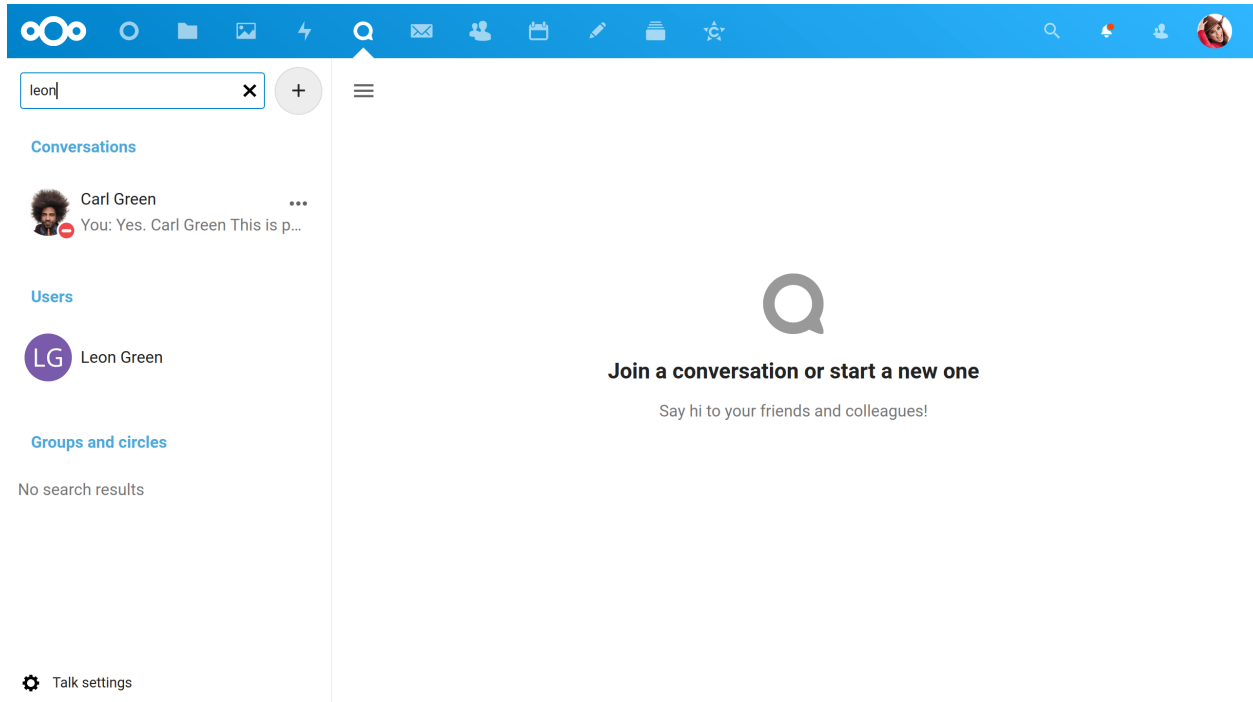 leon
Conversations
Carl Green
You: Yes. Carl Green This is p…
Users
LG Leon Green
Groups and circles
No search results
Talk settings
Join a conversation or start a new one
Say hi to your friends and colleagues!